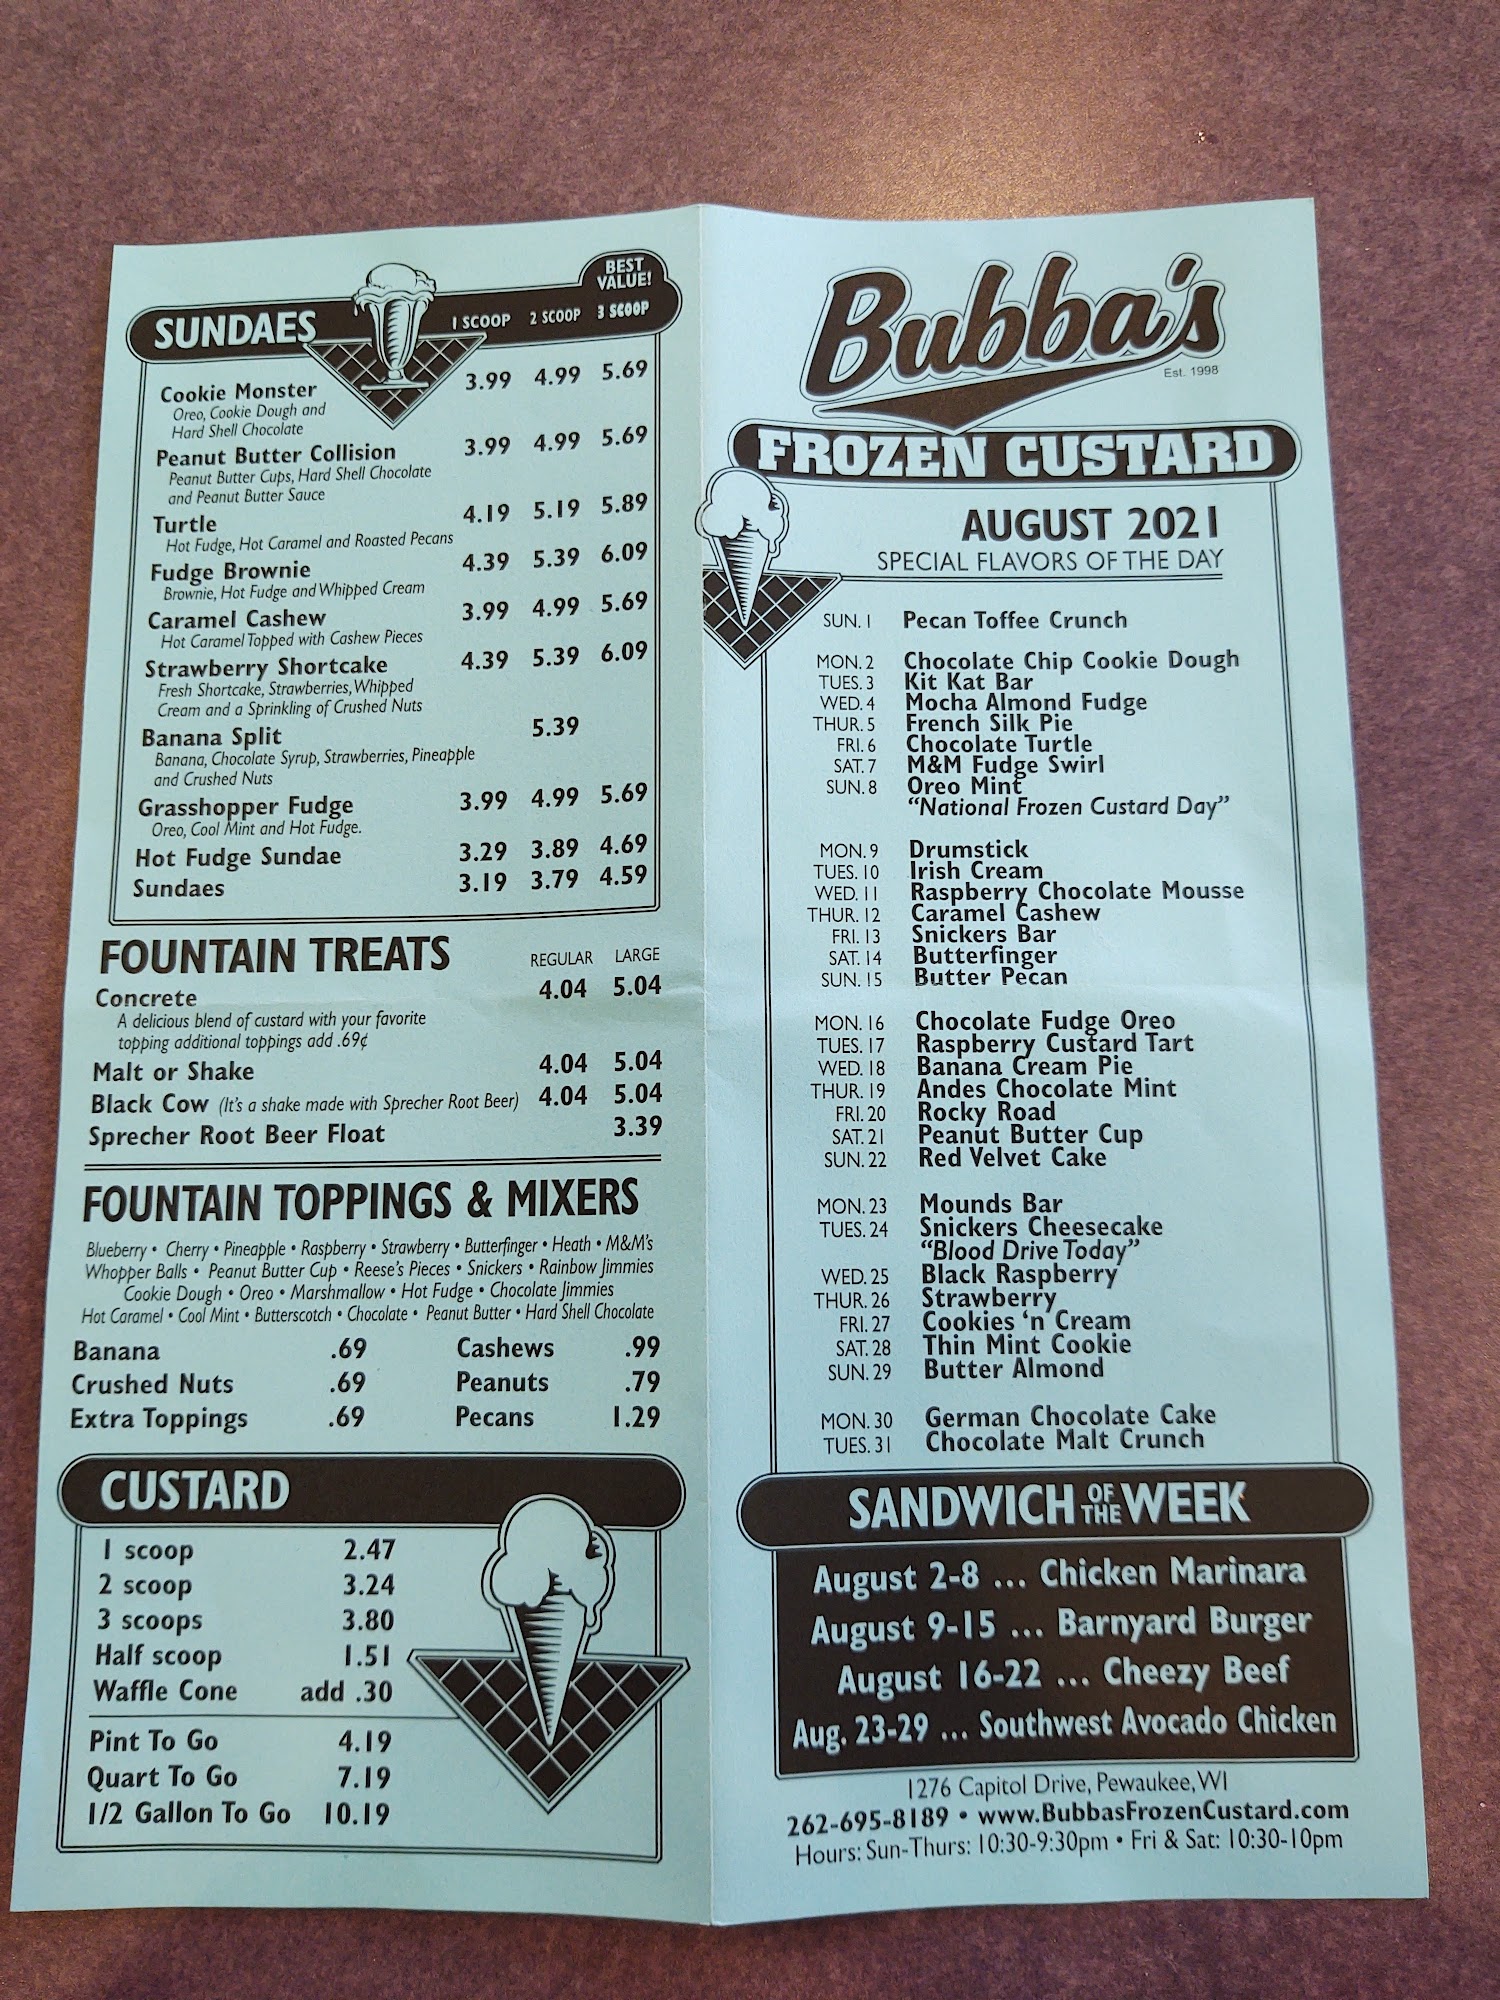 SUNDAES
BEST
VALUE!
1 SCOOP 2 SCOOP 3 SCOOP
Cookie Monster 3.99 4.99 5.69
Oreo, Cookie Dough and
Hard Shell Chocolate
Peanut Butter Collision 3.99 4.99 5.69
Peanut Butter Cups, Hard Shell Chocolate
and Peanut Butter Sauce
Turtle 4.19 5.19 5.89
Hot Fudge, Hot Caramel and Roasted Pecans
Fudge Brownie 4.39 5.39 6.09
Brownie, Hot Fudge and Whipped Cream
Caramel Cashew 3.99 4.99 5.69
Hot Caramel Topped with Cashew Pieces
Strawberry Shortcake 4.39 5.39 6.09
Fresh Shortcake, Strawberries, Whipped
Cream and a Sprinkling of Crushed Nuts
Banana Split 5.39
Banana, Chocolate Syrup, Strawberries, Pineapple
and Crushed Nuts
Grasshopper Fudge 3.99 4.99 5.69
Oreo, Cool Mint and Hot Fudge.
Hot Fudge Sundae 3.29 3.89 4.69
Sundaes 3.19 3.79 4.59
FOUNTAIN TREATS REGULAR LARGE
Concrete 4.04 5.04
A delicious blend of custard with your favorite
topping additional toppings add .69¢
Malt or Shake 4.04 5.04
Black Cow (It's a shake made with Sprecher Root Beer) 4.04 5.04
Sprecher Root Beer Float 3.39
FOUNTAIN TOPPINGS & MIXERS
Blueberry • Cherry • Pineapple • Raspberry • Strawberry • Butterfinger • Heath • M&M's
Whopper Balls • Peanut Butter Cup • Reese's Pieces • Snickers • Rainbow Jimmies
Cookie Dough • Oreo • Marshmallow • Hot Fudge • Chocolate Jimmies
Hot Caramel • Cool Mint • Butterscotch • Chocolate • Peanut Butter • Hard Shell Chocolate
Banana .69 Cashews .99
Crushed Nuts .69 Peanuts .79
Extra Toppings .69 Pecans 1.29
CUSTARD
1 scoop 2.47
2 scoop 3.24
3 scoops 3.80
Half scoop 1.51
Waffle Cone add .30
Pint To Go 4.19
Quart To Go 7.19
1/2 Gallon To Go 10.19
Bubba's
Est. 1998
FROZEN CUSTARD
AUGUST 2021
SPECIAL FLAVORS OF THE DAY
SUN. 1 Pecan Toffee Crunch
MON. 2 Chocolate Chip Cookie Dough
TUES. 3 Kit Kat Bar
WED. 4 Mocha Almond Fudge
THUR. 5 French Silk Pie
FRI. 6 Chocolate Turtle
SAT. 7 M&M Fudge Swirl
SUN. 8 Oreo Mint
"National Frozen Custard Day"
MON. 9 Drumstick
TUES. 10 Irish Cream
WED. 11 Raspberry Chocolate Mousse
THUR. 12 Caramel Cashew
FRI. 13 Snickers Bar
SAT. 14 Butterfinger
SUN. 15 Butter Pecan
MON. 16 Chocolate Fudge Oreo
TUES. 17 Raspberry Custard Tart
WED. 18 Banana Cream Pie
THUR. 19 Andes Chocolate Mint
FRI. 20 Rocky Road
SAT. 21 Peanut Butter Cup
SUN. 22 Red Velvet Cake
MON. 23 Mounds Bar
TUES. 24 Snickers Cheesecake
"Blood Drive Today"
WED. 25 Black Raspberry
THUR. 26 Strawberry
FRI. 27 Cookies 'n' Cream
SAT. 28 Thin Mint Cookie
SUN. 29 Butter Almond
MON. 30 German Chocolate Cake
TUES. 31 Chocolate Malt Crunch
SANDWICH OF THE WEEK
August 2-8 ... Chicken Marinara
August 9-15 ... Barnyard Burger
August 16-22 ... Cheezy Beef
Aug. 23-29 ... Southwest Avocado Chicken
1276 Capitol Drive, Pewaukee, WI
262-695-8189 • www.BubbasFrozenCustard.com
Hours: Sun-Thurs: 10:30-9:30pm • Fri & Sat: 10:30-10pm